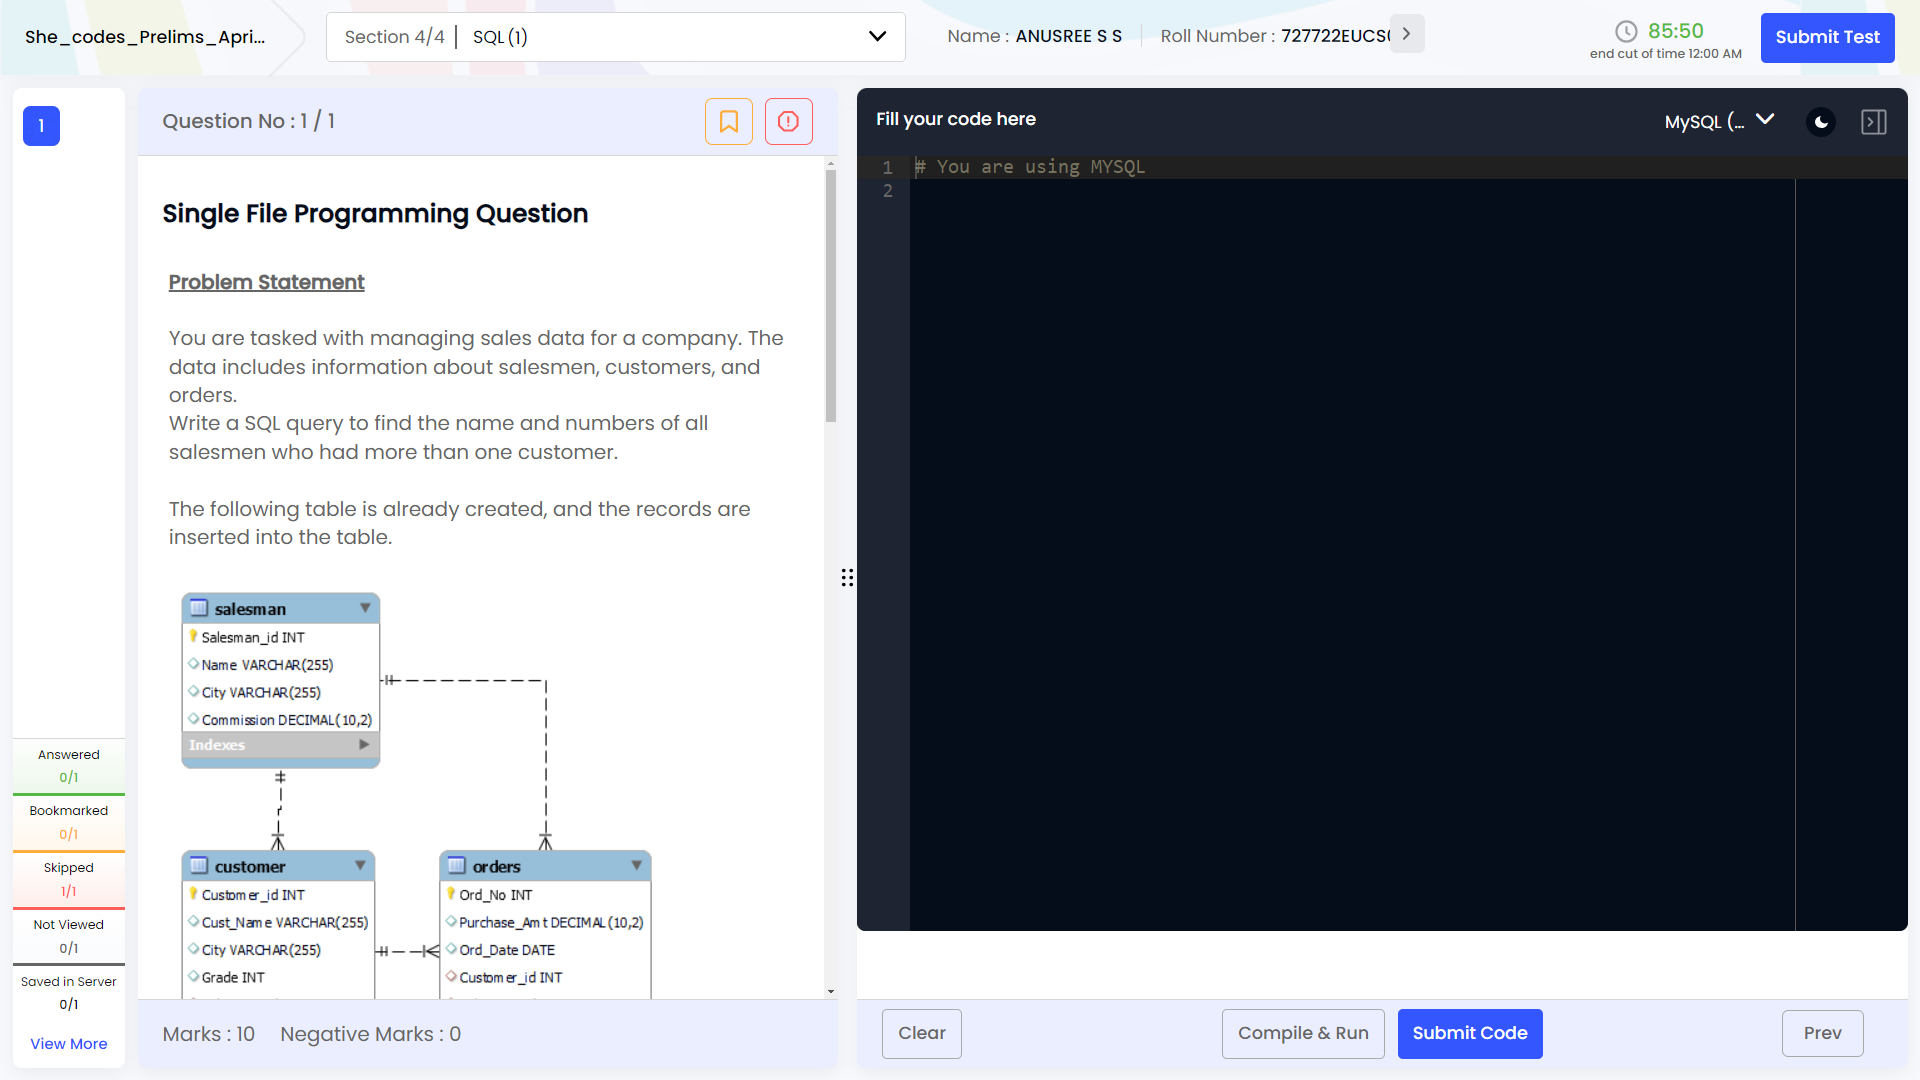 She_codes_Prelims_Apri...
Section 4/4 | SQL (1)
Name : ANUSREE S S
Roll Number : 727722EUCS
85:50
end cut of time 12:00 AM
Submit Test
1
Question No : 1 / 1
Single File Programming Question
Problem Statement
You are tasked with managing sales data for a company. The
data includes information about salesmen, customers, and
orders.
Write a SQL query to find the name and numbers of all
salesmen who had more than one customer.
The following table is already created, and the records are
inserted into the table.
salesman
Salesman_id INT
Name VARCHAR(255)
City VARCHAR(255)
Commission DECIMAL(10,2)
Indexes
customer
Customer_id INT
Cust_Name VARCHAR(255)
City VARCHAR(255)
Grade INT
orders
Ord_No INT
Purchase_Amt DECIMAL(10,2)
Ord_Date DATE
Customer_id INT
Marks : 10
Negative Marks : 0
Answered
0/1
Bookmarked
0/1
Skipped
1/1
Not Viewed
0/1
Saved in Server
0/1
View More
Fill your code here
MySQL (...
1 # You are using MYSQL
2
Clear
Compile & Run
Submit Code
Prev